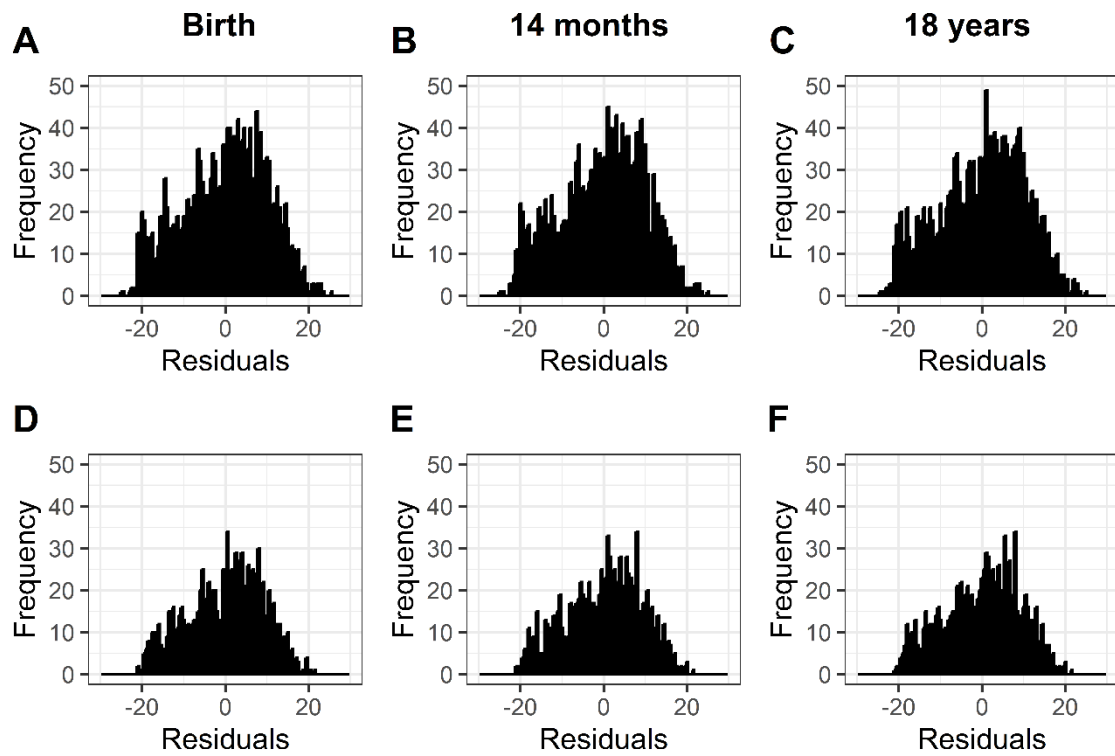 A Birth B 14 months C 18 years
50 50 50
40 40 40
30 30 30
20 20 20
10 10 10
0 0 0
Frequency Frequency Frequency
-20 0 20 -20 0 20 -20 0 20
Residuals Residuals Residuals
D E F
50 50 50
40 40 40
30 30 30
20 20 20
10 10 10
0 0 0
Frequency Frequency Frequency
-20 0 20 -20 0 20 -20 0 20
Residuals Residuals Residuals